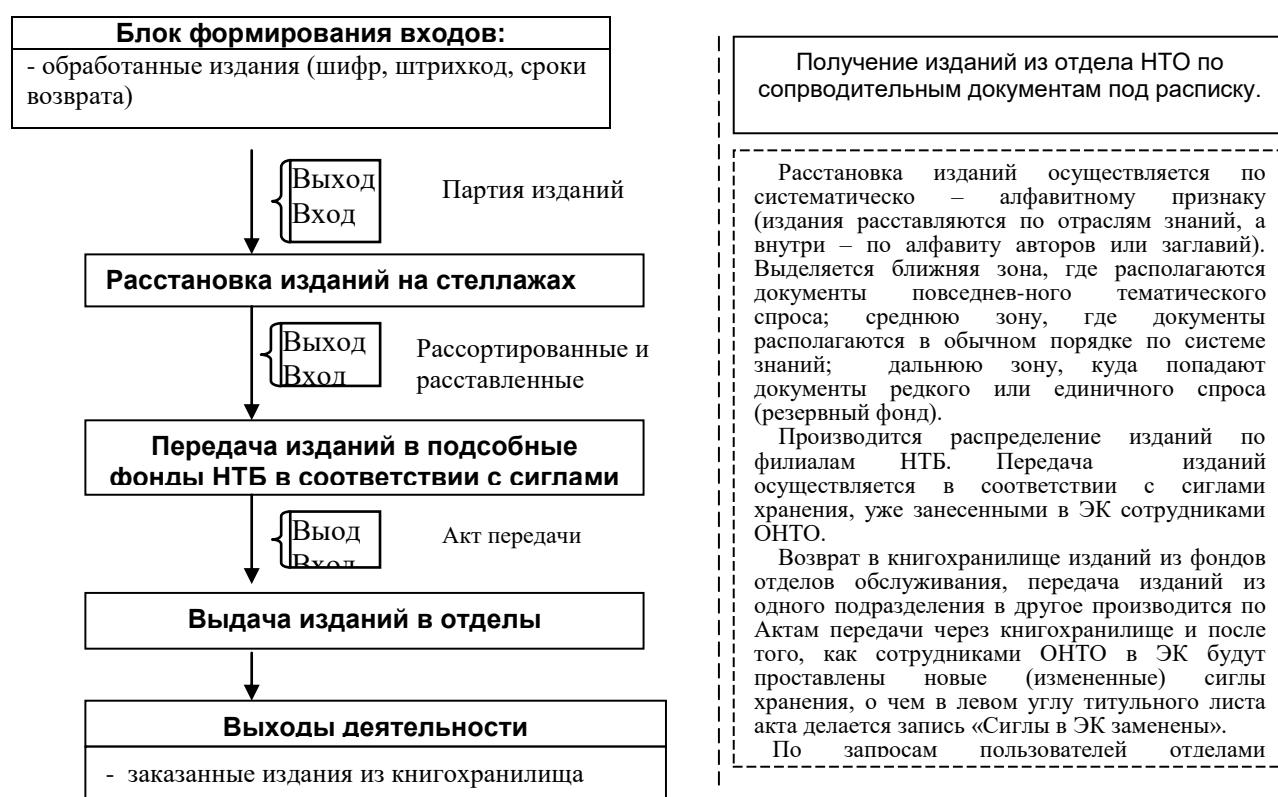 Блок формирования входов:
- обработанные издания (шифр, штрихкод, сроки
возврата)
Выход
Вход
Партия изданий
Расстановка изданий на стеллажах
Выход
Вход
Рассортированные и
расставленные
Передача изданий в подсобные
фонды НТБ в соответствии с сиглами
Выод
Вход
Акт передачи
Выдача изданий в отделы
Выходы деятельности
- заказанные издания из книгохранилища
Получение изданий из отдела НТО по
сопрводительным документам под расписку.
Расстановка изданий осуществляется по
систематическо – алфавитному признаку
(издания расставляются по отраслям знаний, а
внутри – по алфавиту авторов или заглавий).
Выделяется ближняя зона, где располагаются
документы повседнев-ного тематического
спроса; среднюю зону, где документы
располагаются в обычном порядке по системе
знаний; дальнюю зону, куда попадают
документы редкого или единичного спроса
(резервный фонд).
Производится распределение изданий по
филиалам НТБ. Передача изданий
осуществляется в соответствии с сиглами
хранения, уже занесенными в ЭК сотрудниками
ОНТО.
Возврат в книгохранилище изданий из фондов
отделов обслуживания, передача изданий из
одного подразделения в другое производится по
Актам передачи через книгохранилище и после
того, как сотрудниками ОНТО в ЭК будут
проставлены новые (измененные) сиглы
хранения, о чем в левом углу титульного листа
акта делается запись «Сиглы в ЭК заменены».
По запросам пользователей отделами